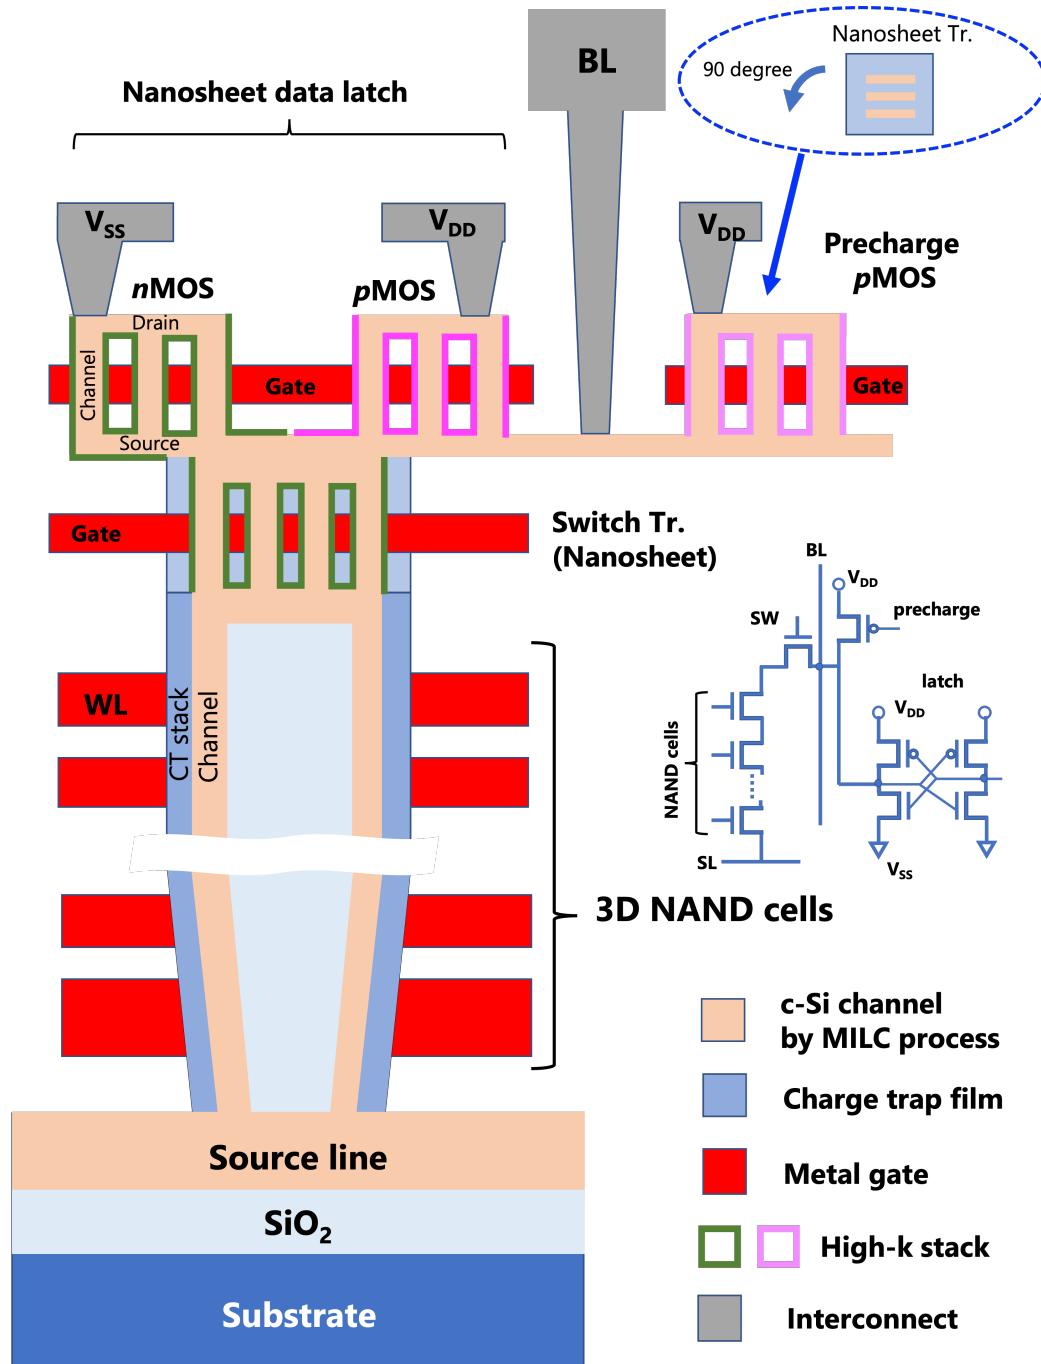 Nanosheet data latch
BL
Nanosheet Tr.
90 degree
VSS
VDD
VDD
Precharge
pMOS
nMOS
pMOS
Drain
Channel
Gate
Gate
Source
Gate
Switch Tr.
(Nanosheet)
BL
VDD
SW
precharge
latch
VDD
NAND cells
SL
VSS
WL
CT stack
Channel
3D NAND cells
c-Si channel
by MILC process
Charge trap film
Metal gate
High-k stack
Interconnect
Source line
SiO2
Substrate